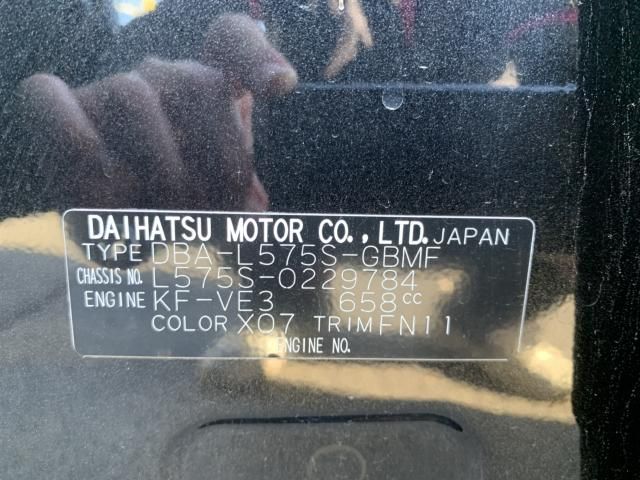 DAIHATSU MOTOR CO.,LTD. JAPAN
TYPE DBA-L575S-GBMF
CHASSIS NO. L575S-0229784
ENGINE KF-VE3 658cc
COLOR X07 TRIM FN11
ENGINE NO.